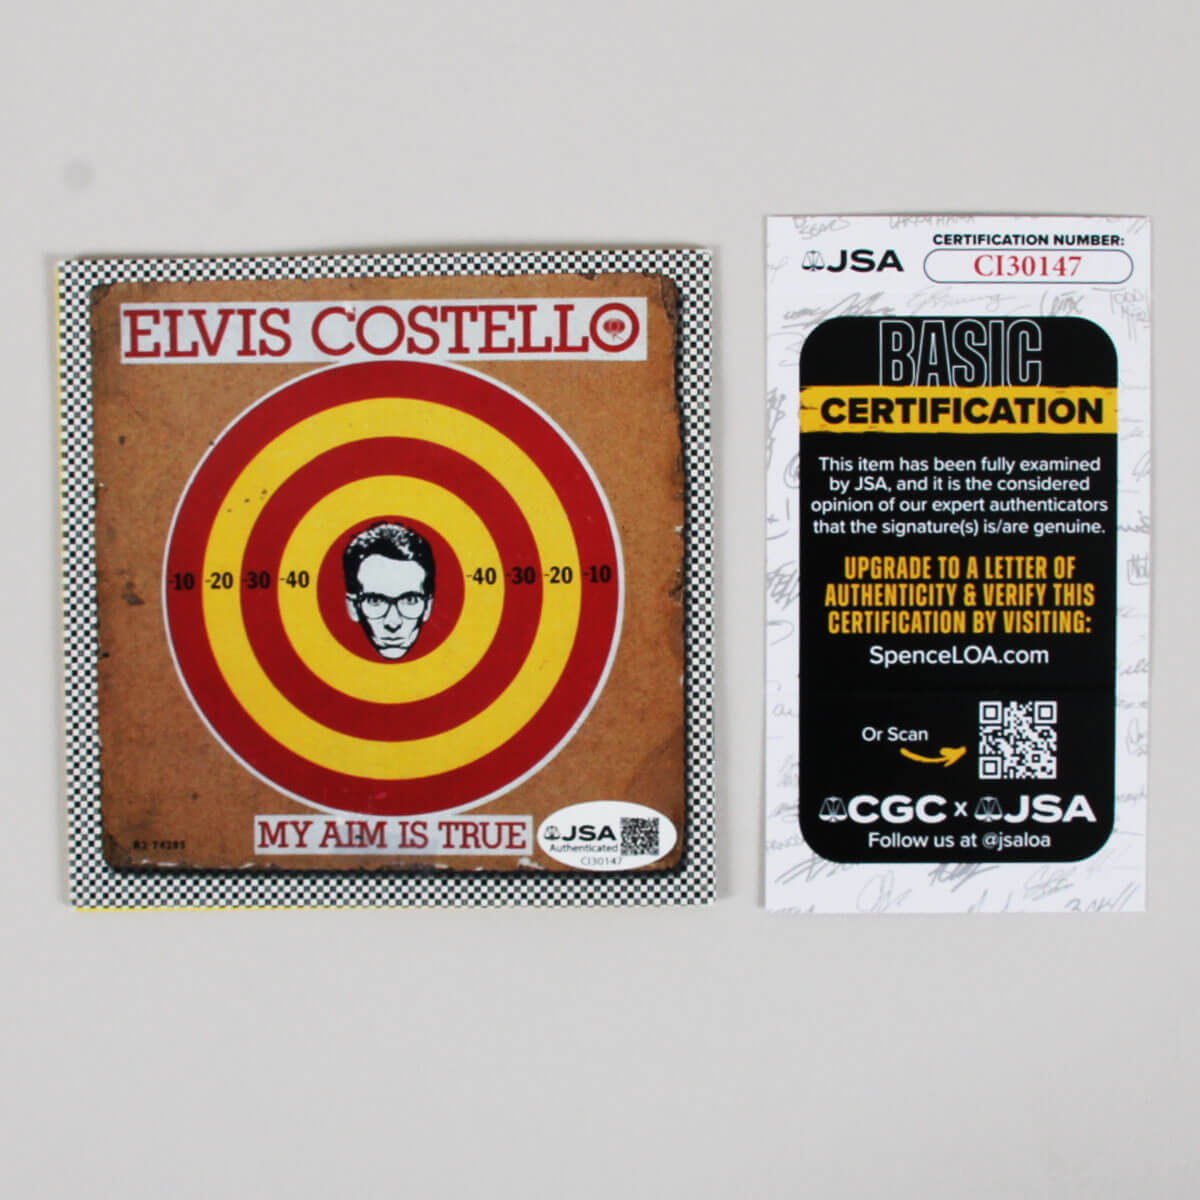 ELVIS COSTELLO
-10 -20 -30 -40 -40 -30 -20 -10
MY AIM IS TRUE
R2 74285
JSA
Authenticated
CI30147
JSA
CERTIFICATION NUMBER:
CI30147
BASIC
CERTIFICATION
This item has been fully examined
by JSA, and it is the considered
opinion of our expert authenticators
that the signature(s) is/are genuine.
UPGRADE TO A LETTER OF
AUTHENTICITY & VERIFY THIS
CERTIFICATION BY VISITING:
SpenceLOA.com
Or Scan
CGC x JSA
Follow us at @jsaloa